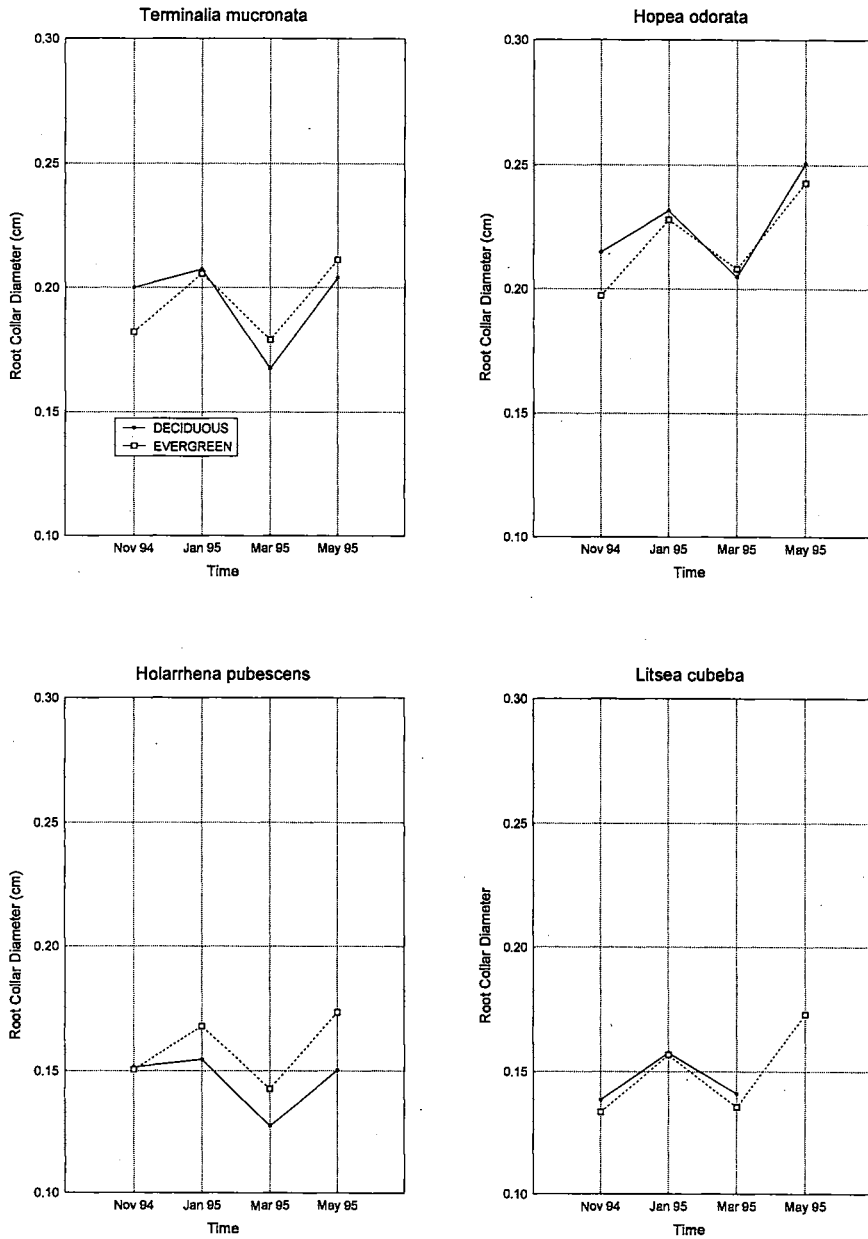 Terminalia mucronata
0.30
0.25
0.20
0.15
0.10
Root Collar Diameter (cm)
DECIDUOUS
EVERGREEN
Nov 94 Jan 95 Mar 95 May 95
Time
Hopea odorata
0.30
0.25
0.20
0.15
0.10
Root Collar Diameter (cm)
Nov 94 Jan 95 Mar 95 May 95
Time
Holarrhena pubescens
0.30
0.25
0.20
0.15
0.10
Root Collar Diameter (cm)
Nov 94 Jan 95 Mar 95 May 95
Time
Litsea cubeba
0.30
0.25
0.20
0.15
0.10
Root Collar Diameter
Nov 94 Jan 95 Mar 95 May 95
Time